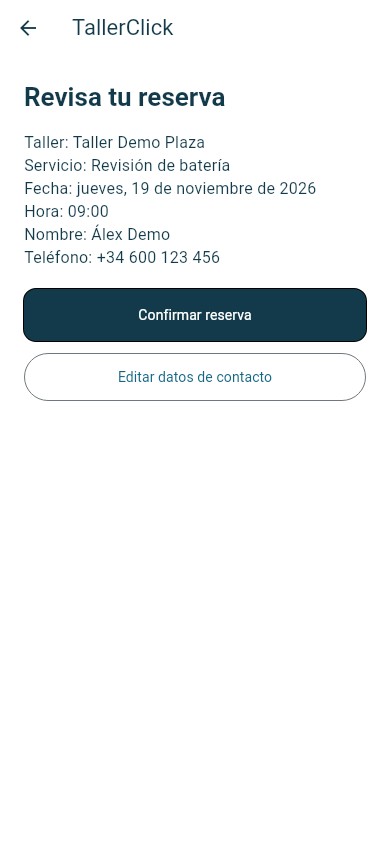 TallerClick
Revisa tu reserva
Taller: Taller Demo Plaza
Servicio: Revisión de batería
Fecha: jueves, 19 de noviembre de 2026
Hora: 09:00
Nombre: Álex Demo
Teléfono: +34 600 123 456
Confirmar reserva
Editar datos de contacto